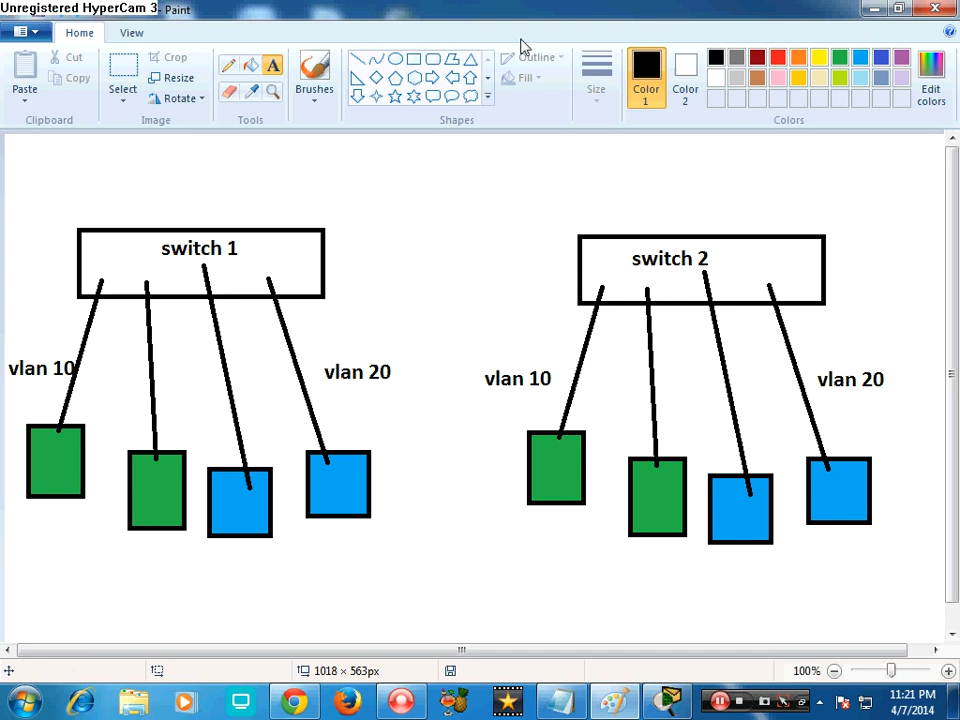 Unregistered HyperCam 3 - Paint
Home View
Paste
Cut
Copy
Clipboard
Select
Crop
Resize
Rotate
Image
A
Tools
Brushes
Shapes
Outline
Fill
Size
Color 1
Color 2
Colors
Edit colors
switch 1
switch 2
vlan 10
vlan 20
vlan 10
vlan 20
1018 × 563px
100%
11:21 PM
4/7/2014